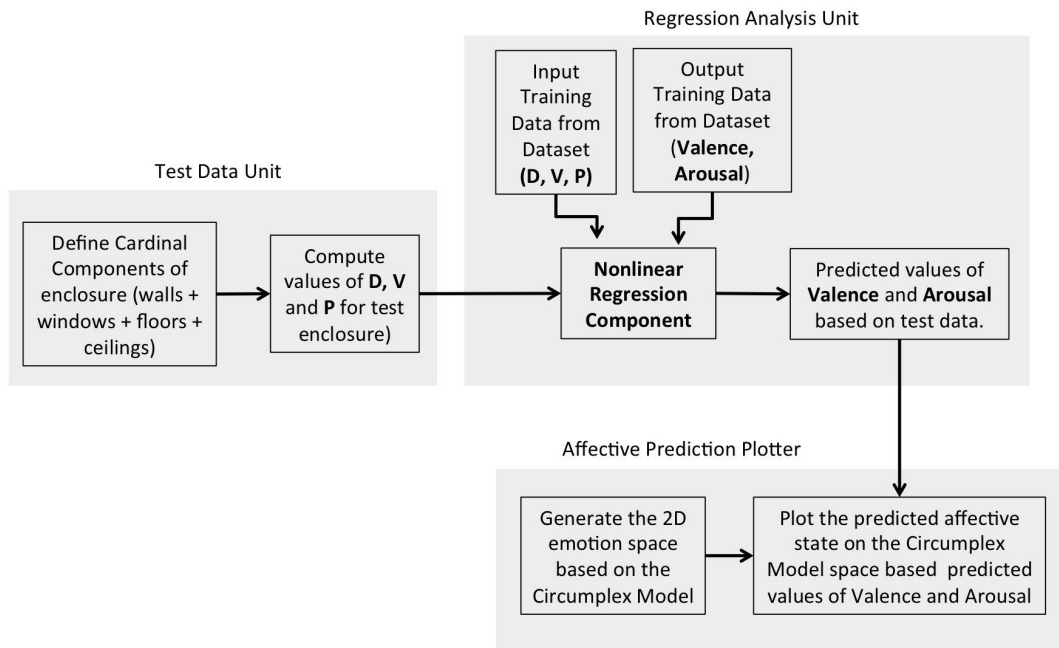 Regression Analysis Unit
Input
Training
Data from
Dataset
(D, V, P)
Output
Training Data
from Dataset
(Valence,
Arousal)
Test Data Unit
Define Cardinal
Components of
enclosure (walls +
windows + floors +
ceilings)
Compute
values of D, V
and P for test
enclosure)
Nonlinear
Regression
Component
Predicted values of
Valence and Arousal
based on test data.
Affective Prediction Plotter
Generate the 2D
emotion space
based on the
Circumplex Model
Plot the predicted affective
state on the Circumplex
Model space based predicted
values of Valence and Arousal